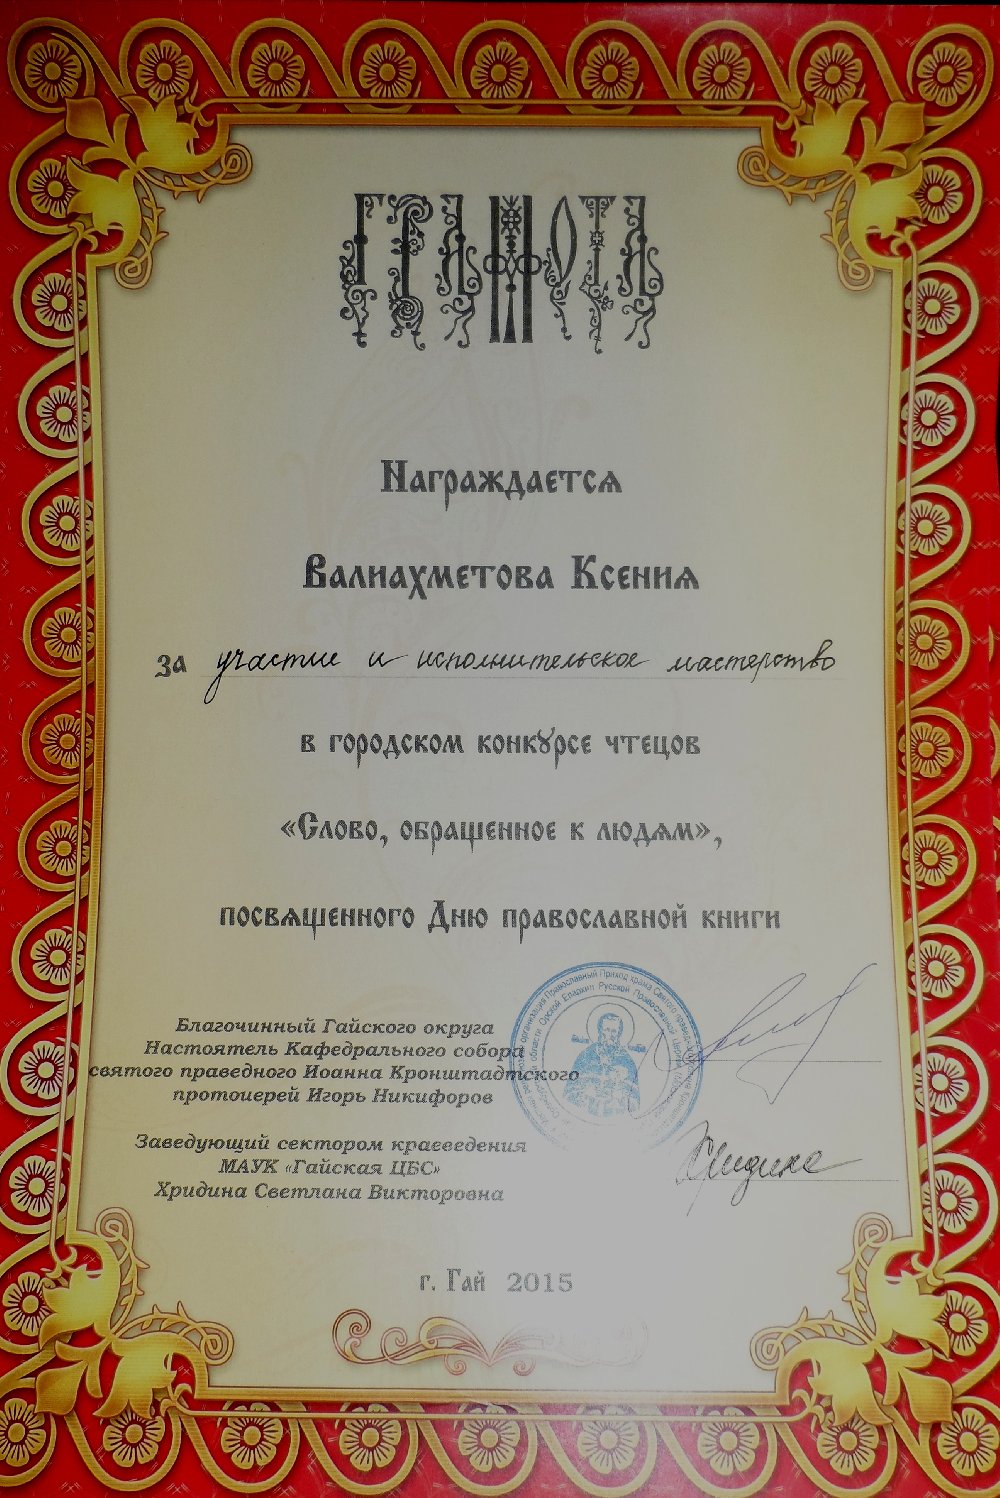 ГРАМОТА
Награждается
Валиахметова Ксения
за участие и исполнительское мастерство
в городском конкурсе чтецов
«Слово, обращенное к людям»,
посвященного Дню православной книги
Благочинный Гайского округа
Настоятель Кафедрального собора
святого праведного Иоанна Кронштадтского
протоиерей Игорь Никифоров
Заведующий сектором краеведения
МАУК «Гайская ЦБС»
Хридина Светлана Викторовна
г. Гай 2015